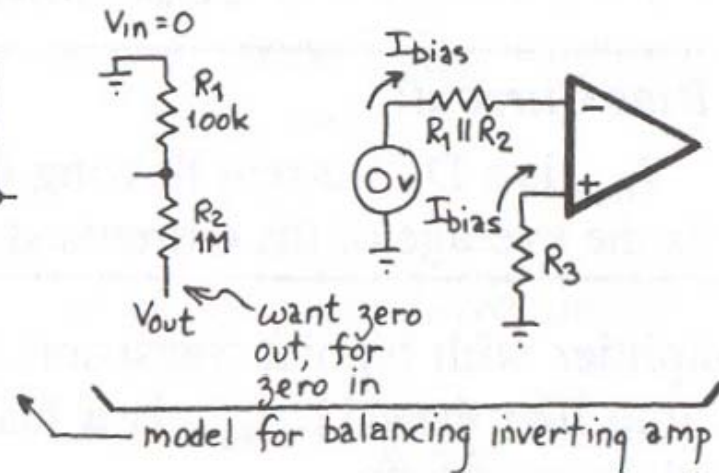 Vin = 0
R1
100k
R2
1M
Vout
want zero
out, for
zero in
Ibias
R1 || R2
0 v
Ibias
−
+
R3
model for balancing inverting amp